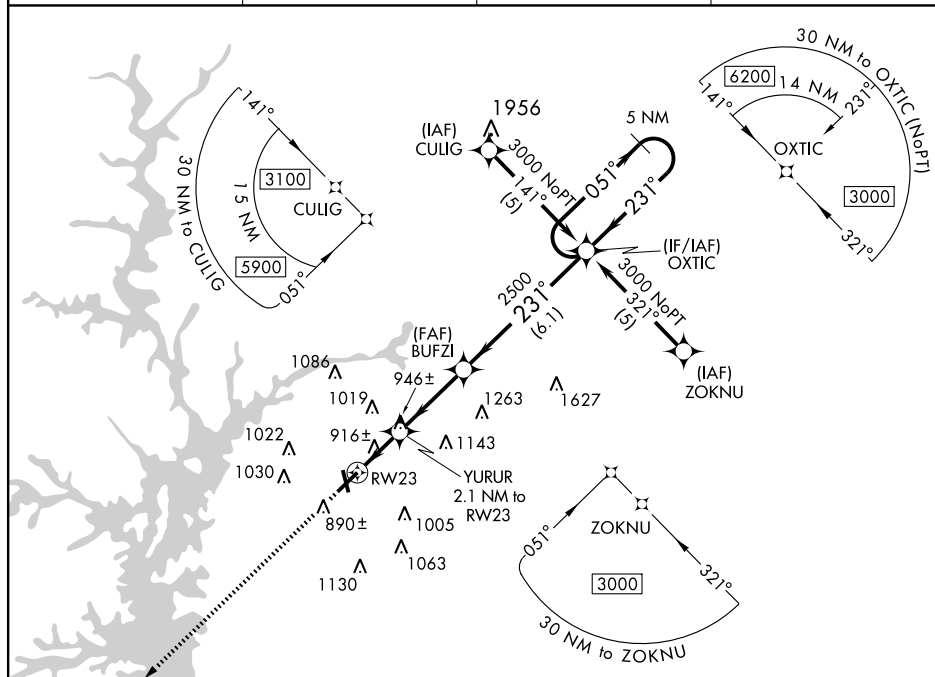 30 NM to OXTIC (NoPT)
6200
14 NM
141°
231°
OXTIC
3000
321°
141°
3100
CULIG
15 NM
5900
30 NM to CULIG
051°
1956
(IAF)
CULIG
3000 NoPT
141°
(5)
5 NM
051°
231°
(IF/IAF)
OXTIC
3000 NoPT
321°
(5)
(IAF)
ZOKNU
2500
231°
(6.1)
(FAF)
BUFZI
1086
946±
1019
1263
1627
1022
916±
1143
1030
RW23
YURUR
2.1 NM to
RW23
890±
1005
1063
1130
ZOKNU
051°
321°
3000
30 NM to ZOKNU